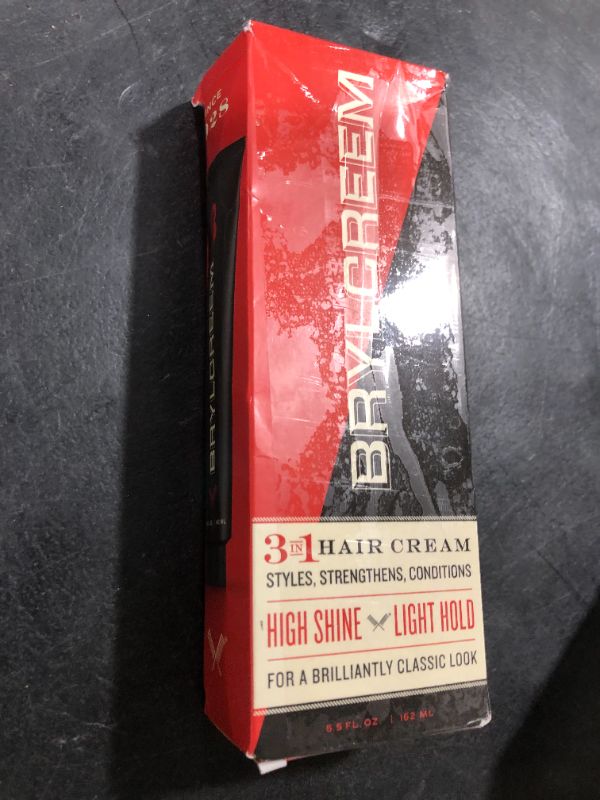 BRYLCREEM
3 IN 1 HAIR CREAM
STYLES, STRENGTHENS, CONDITIONS
HIGH SHINE LIGHT HOLD
FOR A BRILLIANTLY CLASSIC LOOK
5.5 FL. OZ. | 162 ML
BRYLCREEM